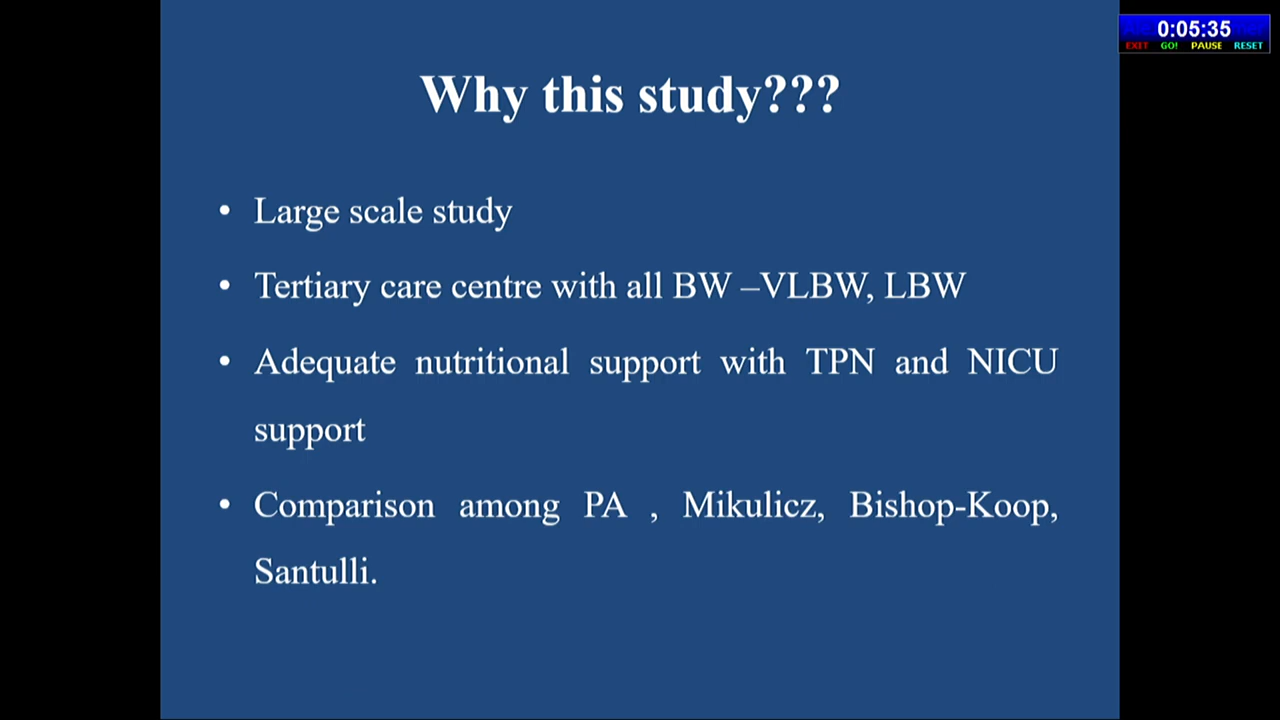 0:05:35
EXIT GO! PAUSE RESET
Why this study???
• Large scale study
• Tertiary care centre with all BW –VLBW, LBW
• Adequate nutritional support with TPN and NICU
support
• Comparison among PA , Mikulicz, Bishop-Koop,
Santulli.